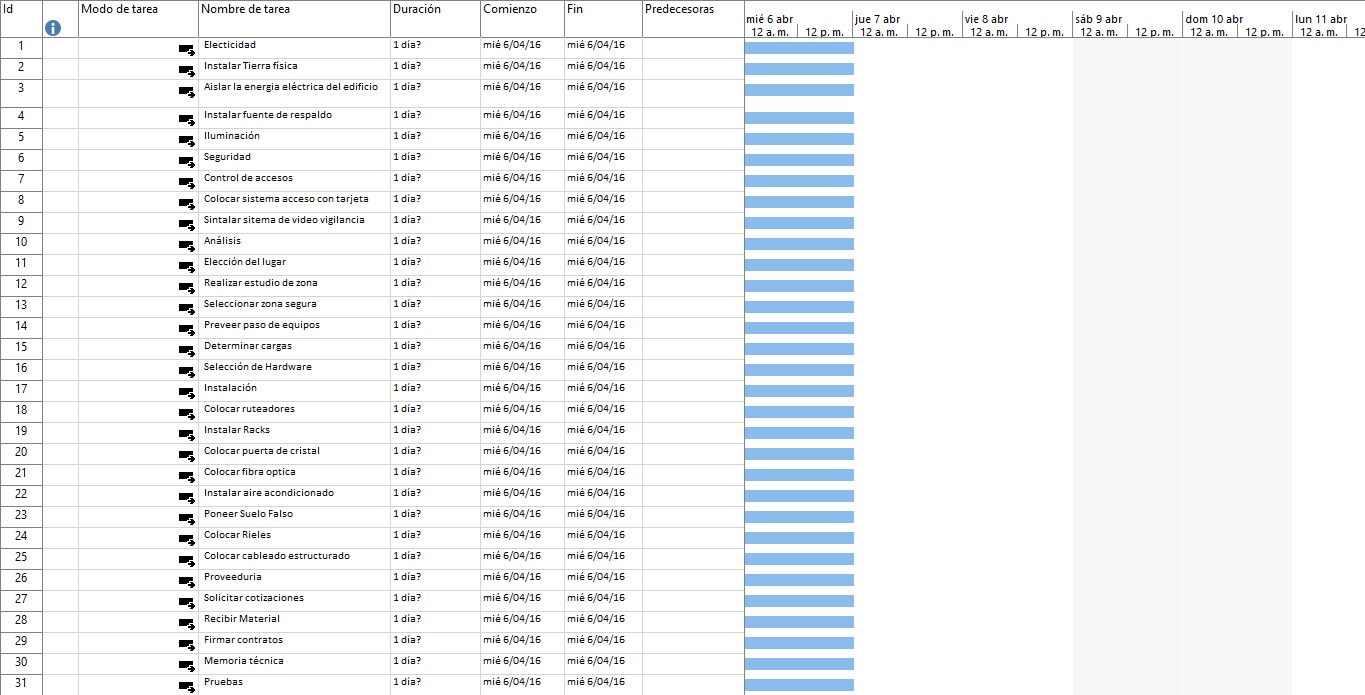 Id Modo de tarea Nombre de tarea Duración Comienzo Fin Predecesoras
mié 6 abr jue 7 abr vie 8 abr sáb 9 abr dom 10 abr lun 11 abr
12 a. m. 12 p. m. 12 a. m. 12 p. m. 12 a. m. 12 p. m. 12 a. m. 12 p. m. 12 a. m. 12 p. m. 12 a. m. 12
1 Electicidad 1 día? mié 6/04/16 mié 6/04/16
2 Instalar Tierra física 1 día? mié 6/04/16 mié 6/04/16
3 Aislar la energia eléctrica del edificio 1 día? mié 6/04/16 mié 6/04/16
4 Instalar fuente de respaldo 1 día? mié 6/04/16 mié 6/04/16
5 Iluminación 1 día? mié 6/04/16 mié 6/04/16
6 Seguridad 1 día? mié 6/04/16 mié 6/04/16
7 Control de accesos 1 día? mié 6/04/16 mié 6/04/16
8 Colocar sistema acceso con tarjeta 1 día? mié 6/04/16 mié 6/04/16
9 Sintalar sitema de video vigilancia 1 día? mié 6/04/16 mié 6/04/16
10 Análisis 1 día? mié 6/04/16 mié 6/04/16
11 Elección del lugar 1 día? mié 6/04/16 mié 6/04/16
12 Realizar estudio de zona 1 día? mié 6/04/16 mié 6/04/16
13 Seleccionar zona segura 1 día? mié 6/04/16 mié 6/04/16
14 Preveer paso de equipos 1 día? mié 6/04/16 mié 6/04/16
15 Determinar cargas 1 día? mié 6/04/16 mié 6/04/16
16 Selección de Hardware 1 día? mié 6/04/16 mié 6/04/16
17 Instalación 1 día? mié 6/04/16 mié 6/04/16
18 Colocar ruteadores 1 día? mié 6/04/16 mié 6/04/16
19 Instalar Racks 1 día? mié 6/04/16 mié 6/04/16
20 Colocar puerta de cristal 1 día? mié 6/04/16 mié 6/04/16
21 Colocar fibra optica 1 día? mié 6/04/16 mié 6/04/16
22 Instalar aire acondicionado 1 día? mié 6/04/16 mié 6/04/16
23 Poneer Suelo Falso 1 día? mié 6/04/16 mié 6/04/16
24 Colocar Rieles 1 día? mié 6/04/16 mié 6/04/16
25 Colocar cableado estructurado 1 día? mié 6/04/16 mié 6/04/16
26 Proveeduria 1 día? mié 6/04/16 mié 6/04/16
27 Solicitar cotizaciones 1 día? mié 6/04/16 mié 6/04/16
28 Recibir Material 1 día? mié 6/04/16 mié 6/04/16
29 Firmar contratos 1 día? mié 6/04/16 mié 6/04/16
30 Memoria técnica 1 día? mié 6/04/16 mié 6/04/16
31 Pruebas 1 día? mié 6/04/16 mié 6/04/16